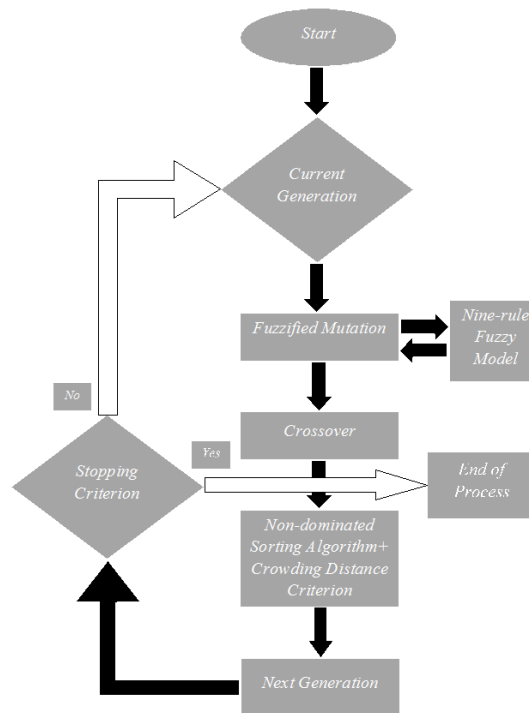 Start
Current
Generation
Fuzzified Mutation
Nine-rule
Fuzzy
Model
No
Crossover
Yes
Stopping
Criterion
End of
Process
Non-dominated
Sorting Algorithm+
Crowding Distance
Criterion
Next Generation